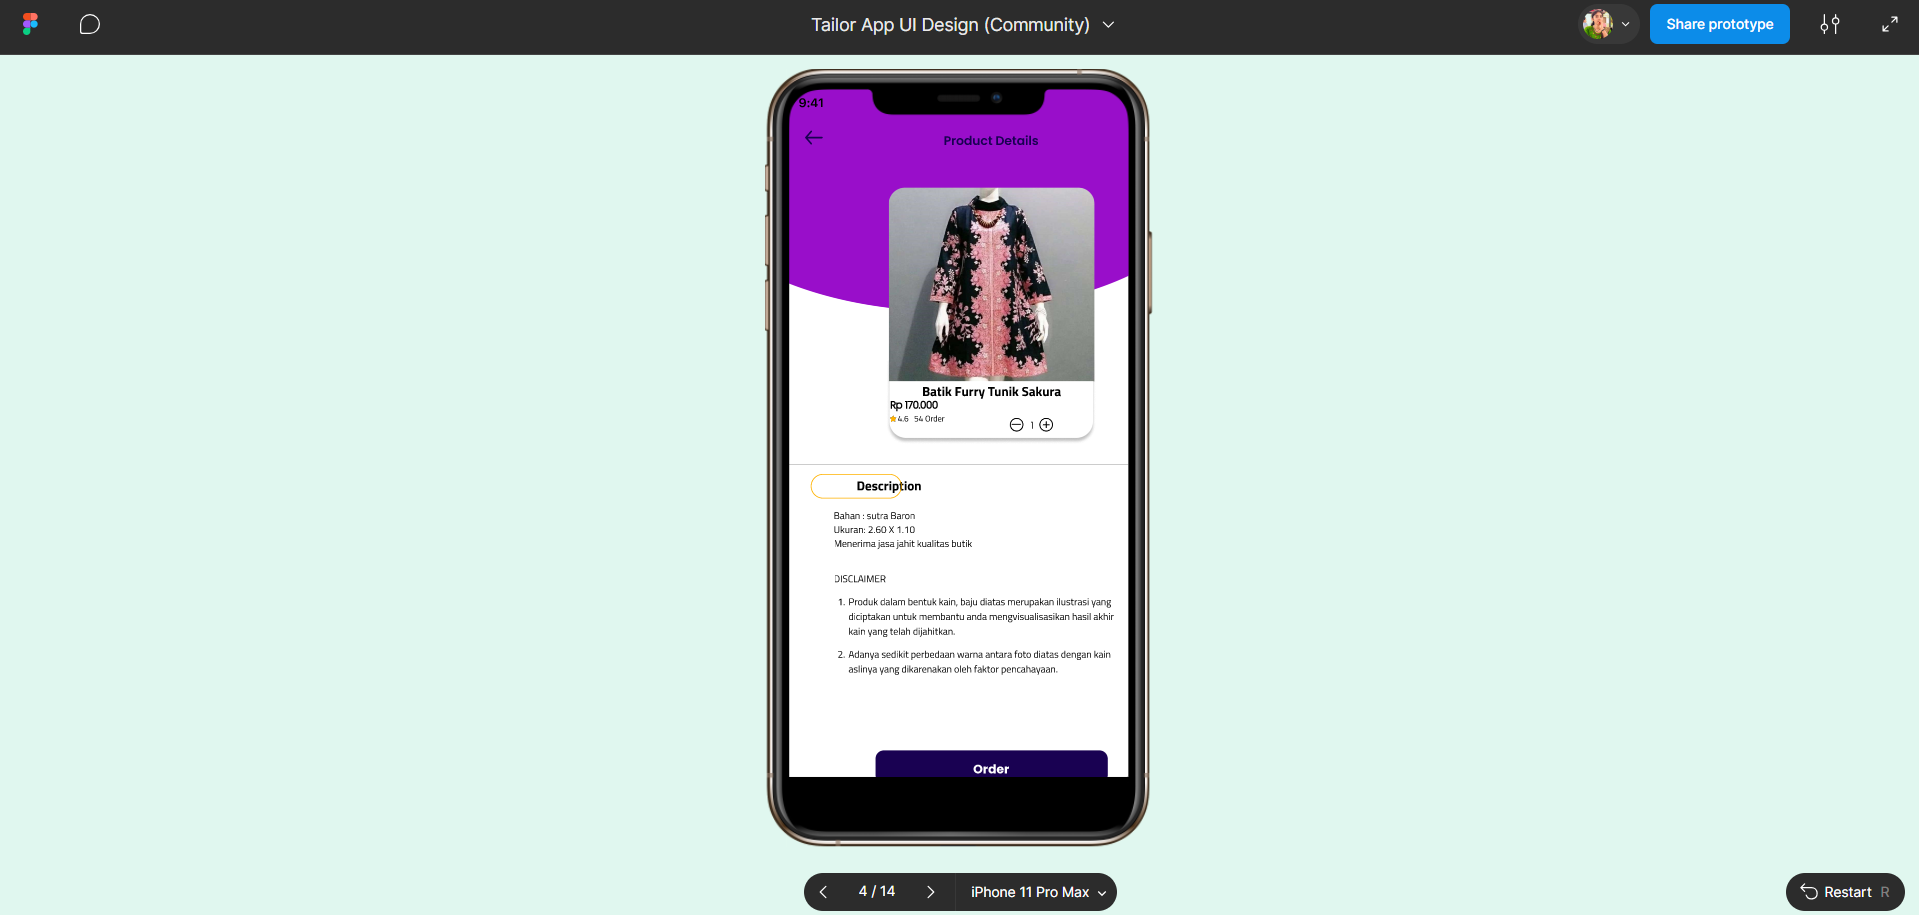 Tailor App UI Design (Community)
Share prototype
9:41
Product Details
Batik Furry Tunik Sakura
Rp 170.000
4.6 54 Order
1
Description
Bahan : sutra Baron
Ukuran: 2.60 X 1.10
Menerima jasa jahit kualitas butik
DISCLAIMER
1. Produk dalam bentuk kain, baju diatas merupakan ilustrasi yang
diciptakan untuk membantu anda mengvisualisasikan hasil akhir
kain yang telah dijahitkan.
2. Adanya sedikit perbedaan warna antara foto diatas dengan kain
aslinya yang dikarenakan oleh faktor pencahayaan.
Order
4 / 14
iPhone 11 Pro Max
Restart R